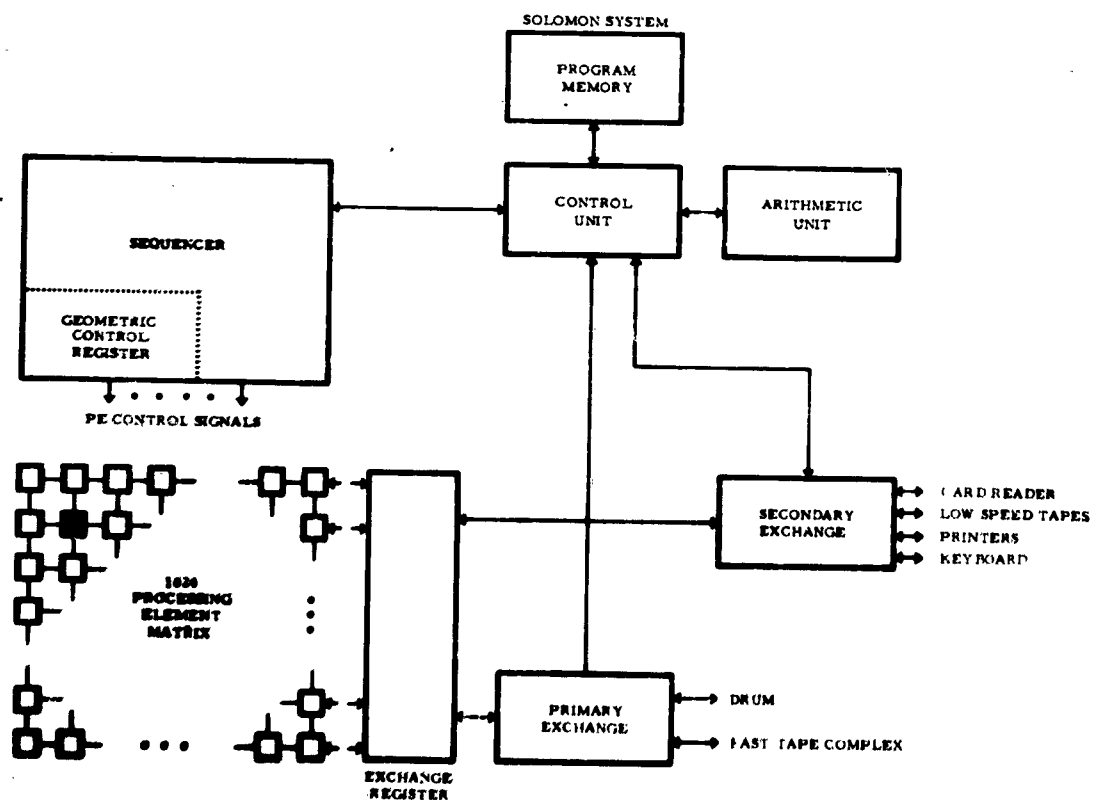 SOLOMON SYSTEM
PROGRAM
MEMORY
CONTROL
UNIT
ARITHMETIC
UNIT
SEQUENCER
GEOMETRIC
CONTROL
REGISTER
PE CONTROL SIGNALS
PROCESSING
ELEMENT
MATRIX
SECONDARY
EXCHANGE
CARD READER
LOW SPEED TAPES
PRINTERS
KEYBOARD
PRIMARY
EXCHANGE
DRUM
FAST TAPE COMPLEX
EXCHANGE
REGISTER